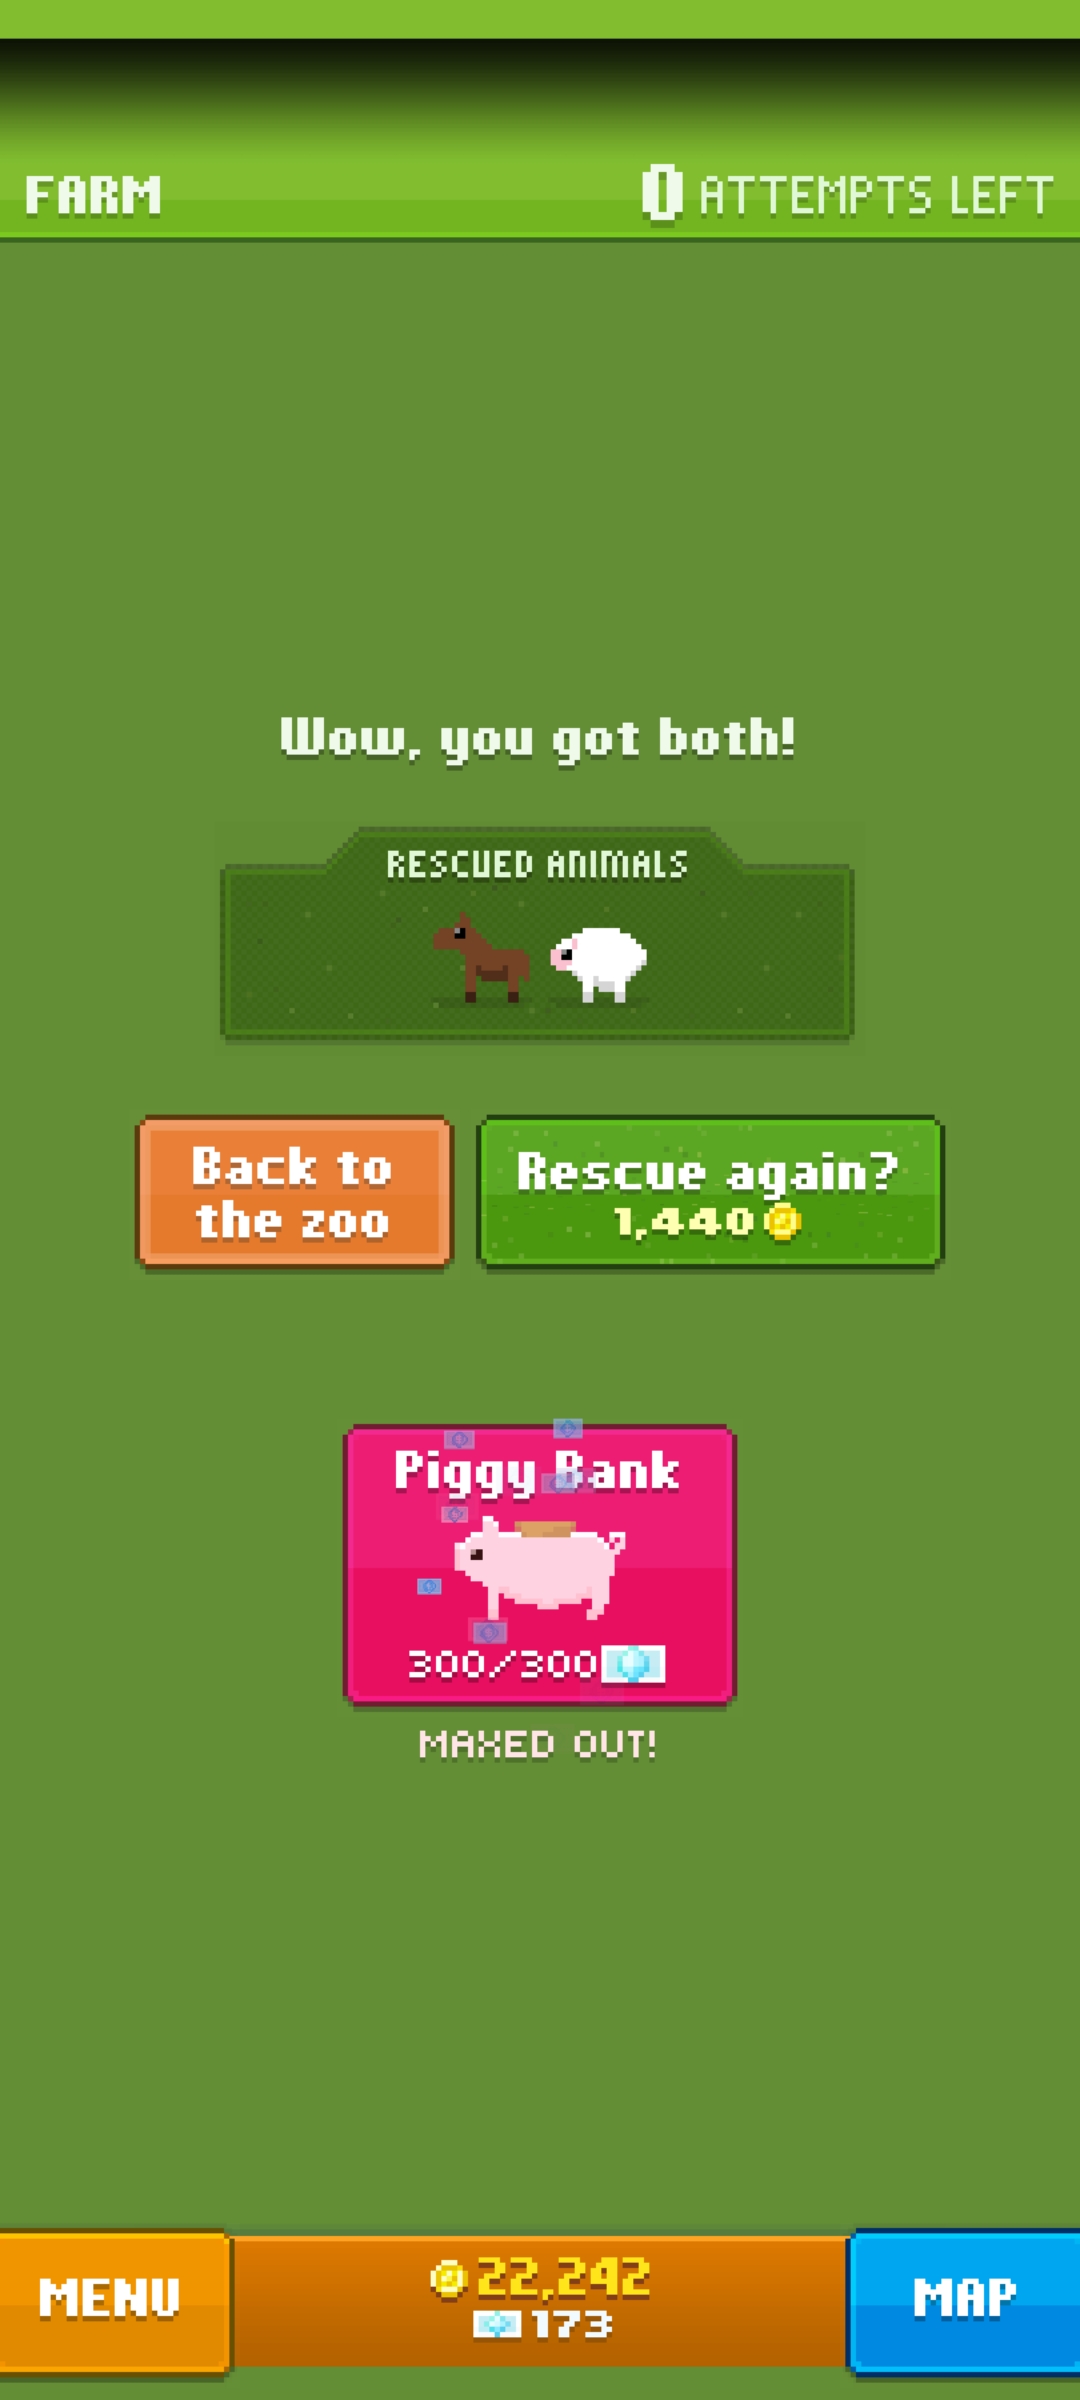 FARM
0 ATTEMPTS LEFT
Wow, you got both!
RESCUED ANIMALS
Back to
the zoo
Rescue again?
1,440
Piggy Bank
300/300
MAXED OUT!
MENU
22,242
173
MAP